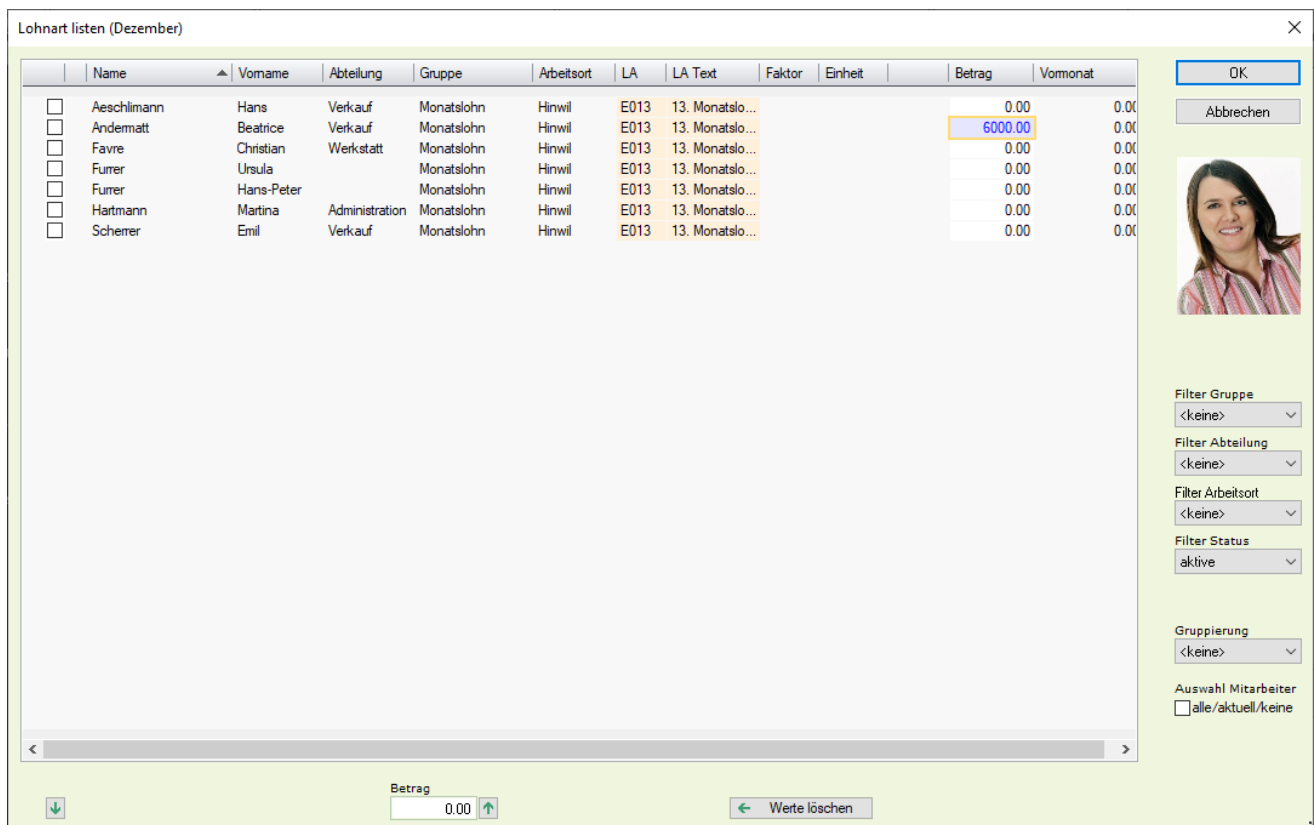 Lohnart listen (Dezember)
Name Vorname Abteilung Gruppe Arbeitsort LA LA Text Faktor Einheit Betrag Vormonat
Aeschlimann Hans Verkauf Monatslohn Hinwil E013 13. Monatslo... 0.00 0.00
Andermatt Beatrice Verkauf Monatslohn Hinwil E013 13. Monatslo... 6000.00 0.00
Favre Christian Werkstatt Monatslohn Hinwil E013 13. Monatslo... 0.00 0.00
Furrer Ursula Monatslohn Hinwil E013 13. Monatslo... 0.00 0.00
Furrer Hans-Peter Monatslohn Hinwil E013 13. Monatslo... 0.00 0.00
Hartmann Martina Administration Monatslohn Hinwil E013 13. Monatslo... 0.00 0.00
Scherrer Emil Verkauf Monatslohn Hinwil E013 13. Monatslo... 0.00 0.00
OK
Abbrechen
Filter Gruppe
<keine>
Filter Abteilung
<keine>
Filter Arbeitsort
<keine>
Filter Status
aktive
Gruppierung
<keine>
Auswahl Mitarbeiter
alle/aktuell/keine
Betrag
0.00
Werte löschen